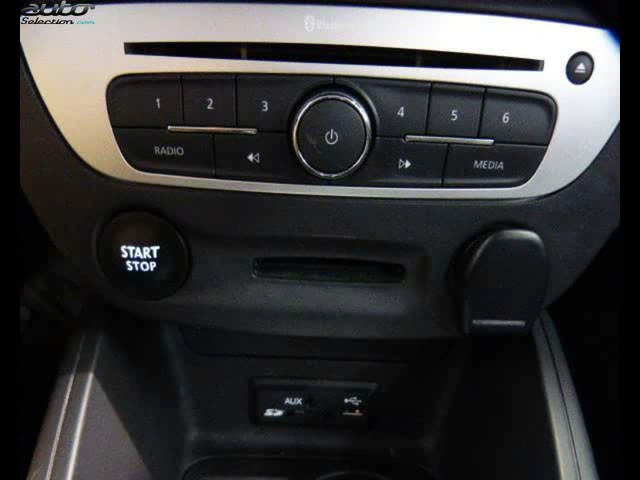 auto
Selection.com
Bluetooth
1 2 3 4 5 6
RADIO MEDIA
START
STOP
AUX
SD